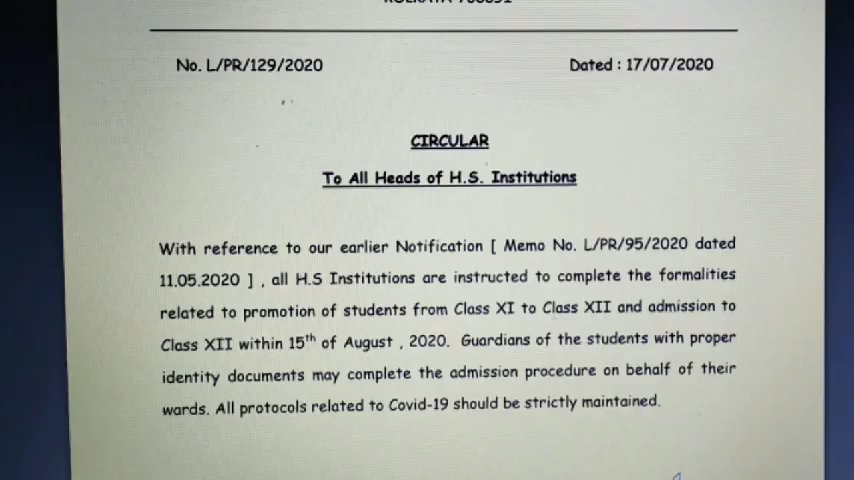 No. L/PR/129/2020 Dated : 17/07/2020
CIRCULAR
To All Heads of H.S. Institutions
With reference to our earlier Notification [ Memo No. L/PR/95/2020 dated
11.05.2020 ] , all H.S Institutions are instructed to complete the formalities
related to promotion of students from Class XI to Class XII and admission to
Class XII within 15th of August , 2020. Guardians of the students with proper
identity documents may complete the admission procedure on behalf of their
wards. All protocols related to Covid-19 should be strictly maintained.